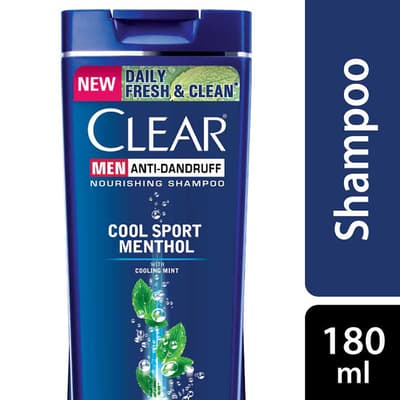 NEW
DAILY
FRESH & CLEAN*
CLEAR
MEN ANTI-DANDRUFF
NOURISHING SHAMPOO
COOL SPORT
MENTHOL
WITH
COOLING MINT
Shampoo
180
ml